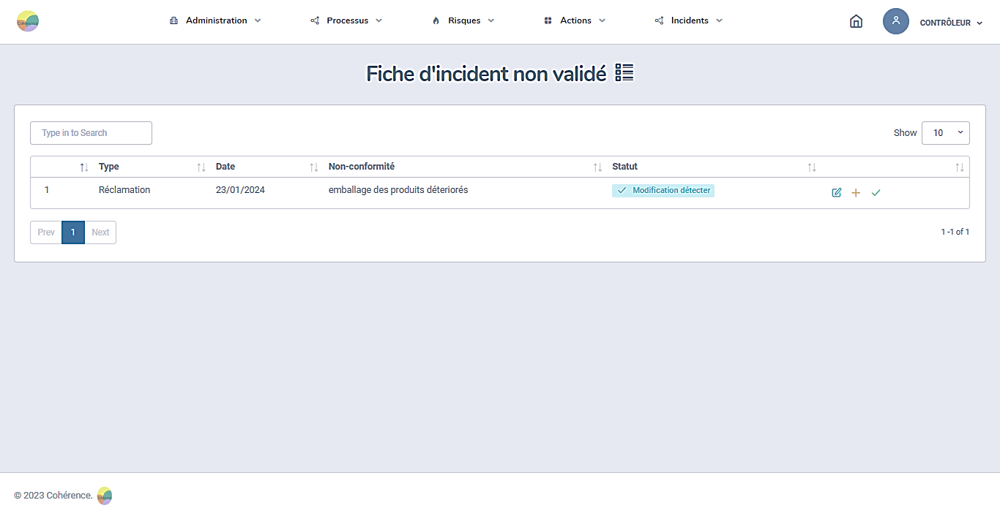 Cohérence
Administration
Processus
Risques
Actions
Incidents
CONTRÔLEUR
Fiche d'incident non validé
Type in to Search
Show 10
Type Date Non-conformité Statut
1 Réclamation 23/01/2024 emballage des produits déteriorés Modification détecter
Prev 1 Next
1 -1 of 1
© 2023 Cohérence.